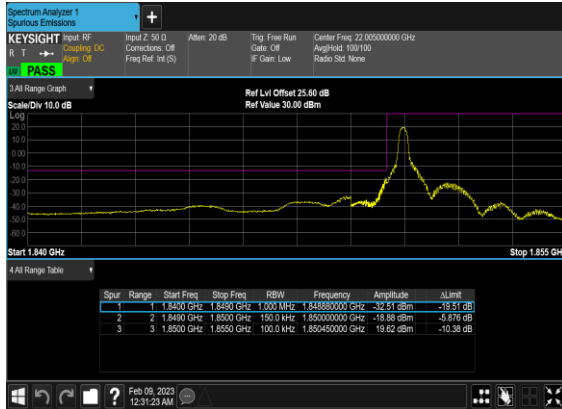 Spectrum Analyzer 1
Spurious Emissions
+
KEYSIGHT Input: RF Input Z: 50 Ω Atten: 20 dB Trig: Free Run Center Freq: 22.005000000 GHz
R T Coupling: DC Corrections: Off Gate: Off Avg|Hold: 100/100
Align: Off Freq Ref: Int (S) IF Gain: Low Radio Std: None
PASS
3 All Range Graph
Ref Lvl Offset 25.60 dB
Scale/Div 10.0 dB Ref Value 30.00 dBm
Log
20.0
10.0
0.00
-10.0
-20.0
-30.0
-40.0
-50.0
-60.0
Start 1.840 GHz Stop 1.855 GH
4 All Range Table
Spur Range Start Freq Stop Freq RBW Frequency Amplitude ΔLimit
1 1 1.8400 GHz 1.8490 GHz 1.000 MHz 1.848880000 GHz -32.51 dBm -19.51 dB
2 2 1.8490 GHz 1.8500 GHz 150.0 kHz 1.850000000 GHz -18.88 dBm -5.876 dB
3 3 1.8500 GHz 1.8550 GHz 100.0 kHz 1.850450000 GHz 19.62 dBm -10.38 dB
?
Feb 09, 2023
12:31:23 AM